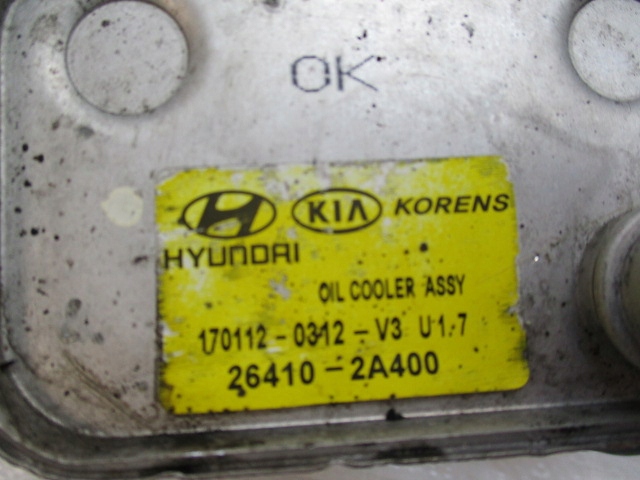 OK
KIA KORENS
HYUNDAI
OIL COOLER ASSY
170112-0312-V3 U1.7
26410-2A400